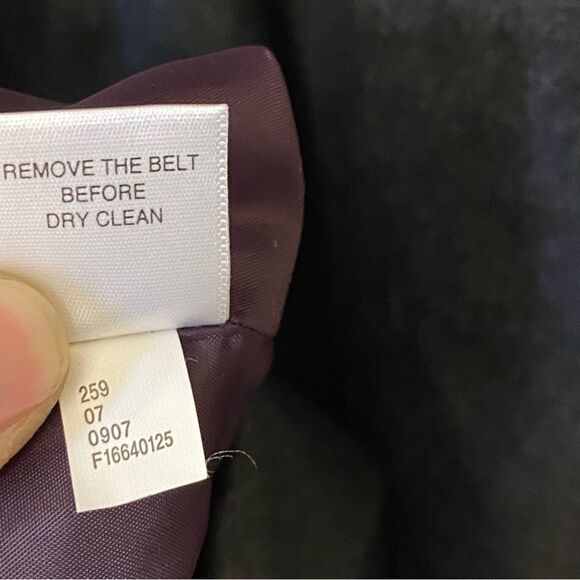 REMOVE THE BELT
BEFORE
DRY CLEAN
259
07
0907
F16640125